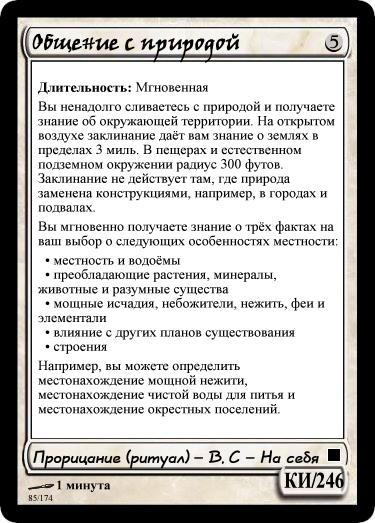 Общение с природой 5
Длительность: Мгновенная
Вы ненадолго сливаетесь с природой и получаете
знание об окружающей территории. На открытом
воздухе заклинание даёт вам знание о землях в
пределах 3 миль. В пещерах и естественном
подземном окружении радиус 300 футов.
Заклинание не действует там, где природа
заменена конструкциями, например, в городах и
подвалах.
Вы мгновенно получаете знание о трёх фактах на
ваш выбор о следующих особенностях местности:
• местность и водоёмы
• преобладающие растения, минералы,
животные и разумные существа
• мощные исчадия, небожители, нежить, феи и
элементали
• влияние с других планов существования
• строения
Например, вы можете определить
местонахождение мощной нежити,
местонахождение чистой воды для питья и
местонахождение окрестных поселений.
Прорицание (ритуал) – В, С – На себя
КИ/246
1 минута
85/174